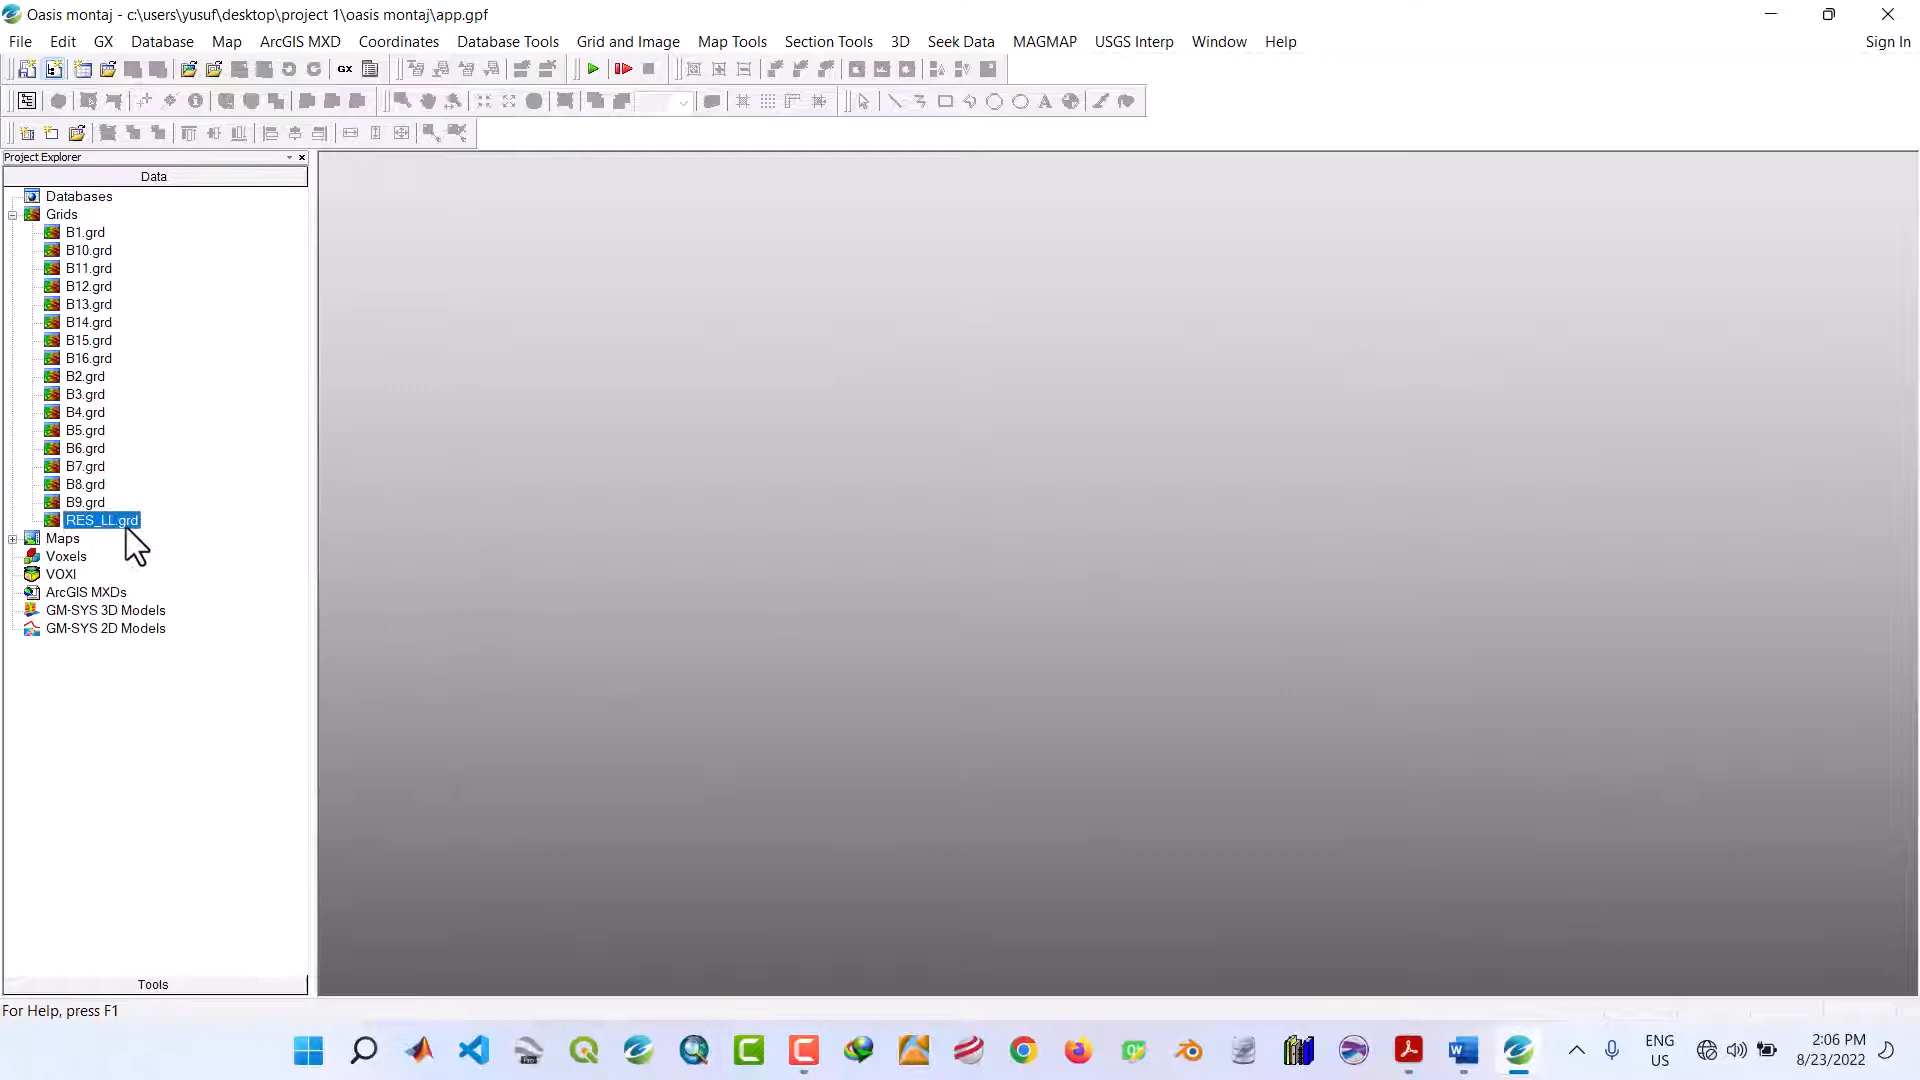 Oasis montaj - c:\users\yusuf\desktop\project 1\oasis montaj\app.gpf
File Edit GX Database Map ArcGIS MXD Coordinates Database Tools Grid and Image Map Tools Section Tools 3D Seek Data MAGMAP USGS Interp Window Help Sign In
GX
Project Explorer
Data
Databases
Grids
B1.grd
B10.grd
B11.grd
B12.grd
B13.grd
B14.grd
B15.grd
B16.grd
B2.grd
B3.grd
B4.grd
B5.grd
B6.grd
B7.grd
B8.grd
B9.grd
RES_LL.grd
Maps
Voxels
VOXI
ArcGIS MXDs
GM-SYS 3D Models
GM-SYS 2D Models
Tools
For Help, press F1
ENG
US
2:06 PM
8/23/2022